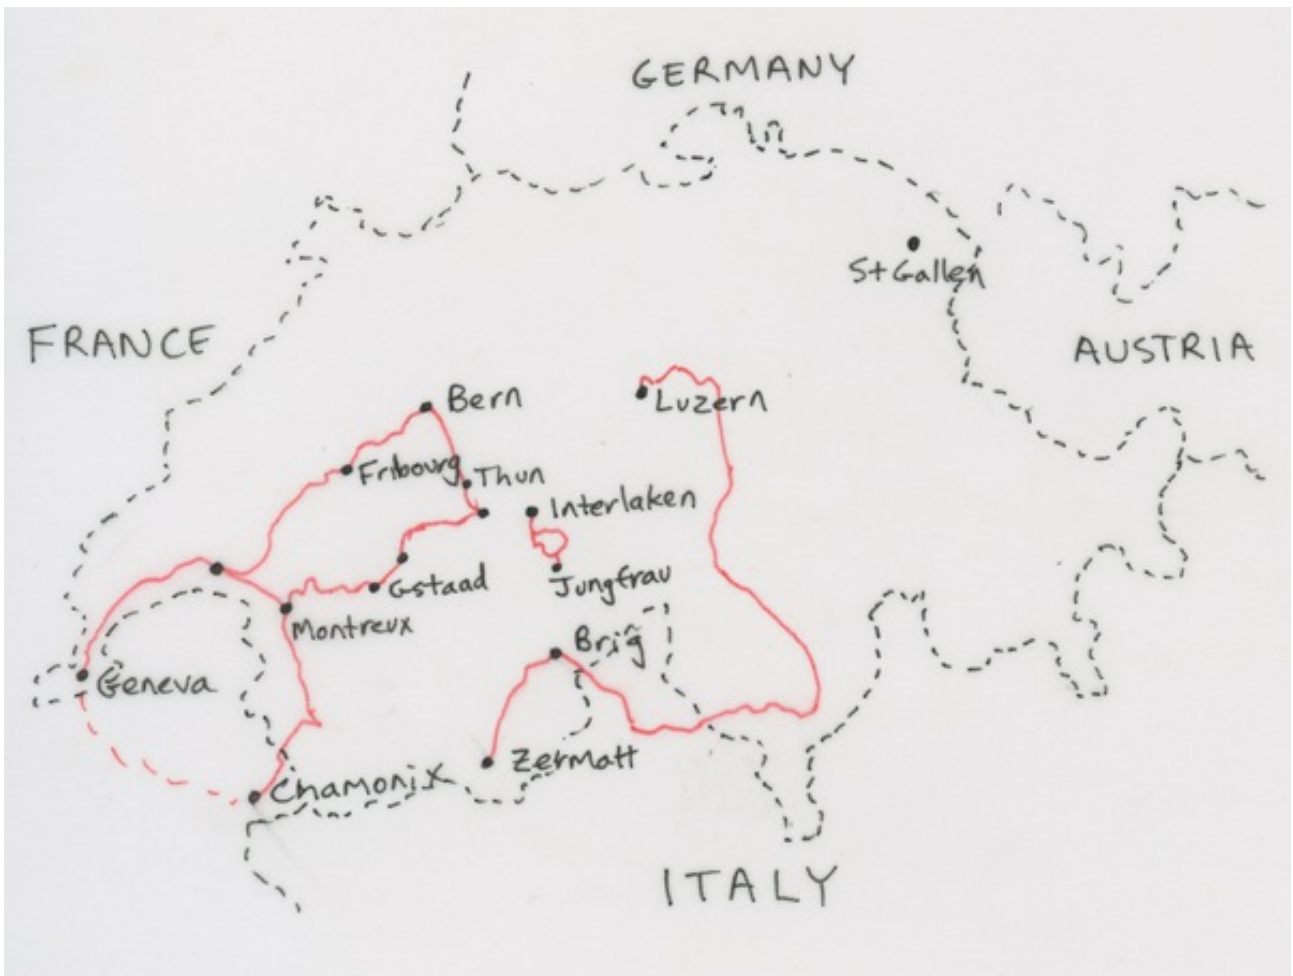 GERMANY
St Gallen
FRANCE
AUSTRIA
Bern
Luzern
Fribourg
Thun
Interlaken
Gstaad
Jungfrau
Montreux
Brig
Geneva
Zermatt
Chamonix
ITALY